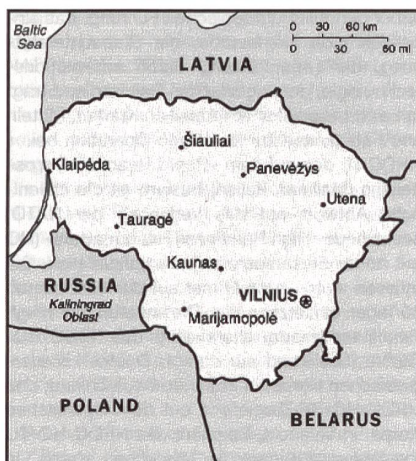 Baltic
Sea
0 30 60 km
0 30 60 mi
LATVIA
Šiauliai
Klaipėda
Panevėžys
Utena
Tauragė
Kaunas
RUSSIA
Kaliningrad
Oblast
VILNIUS
Marijamopolė
POLAND
BELARUS